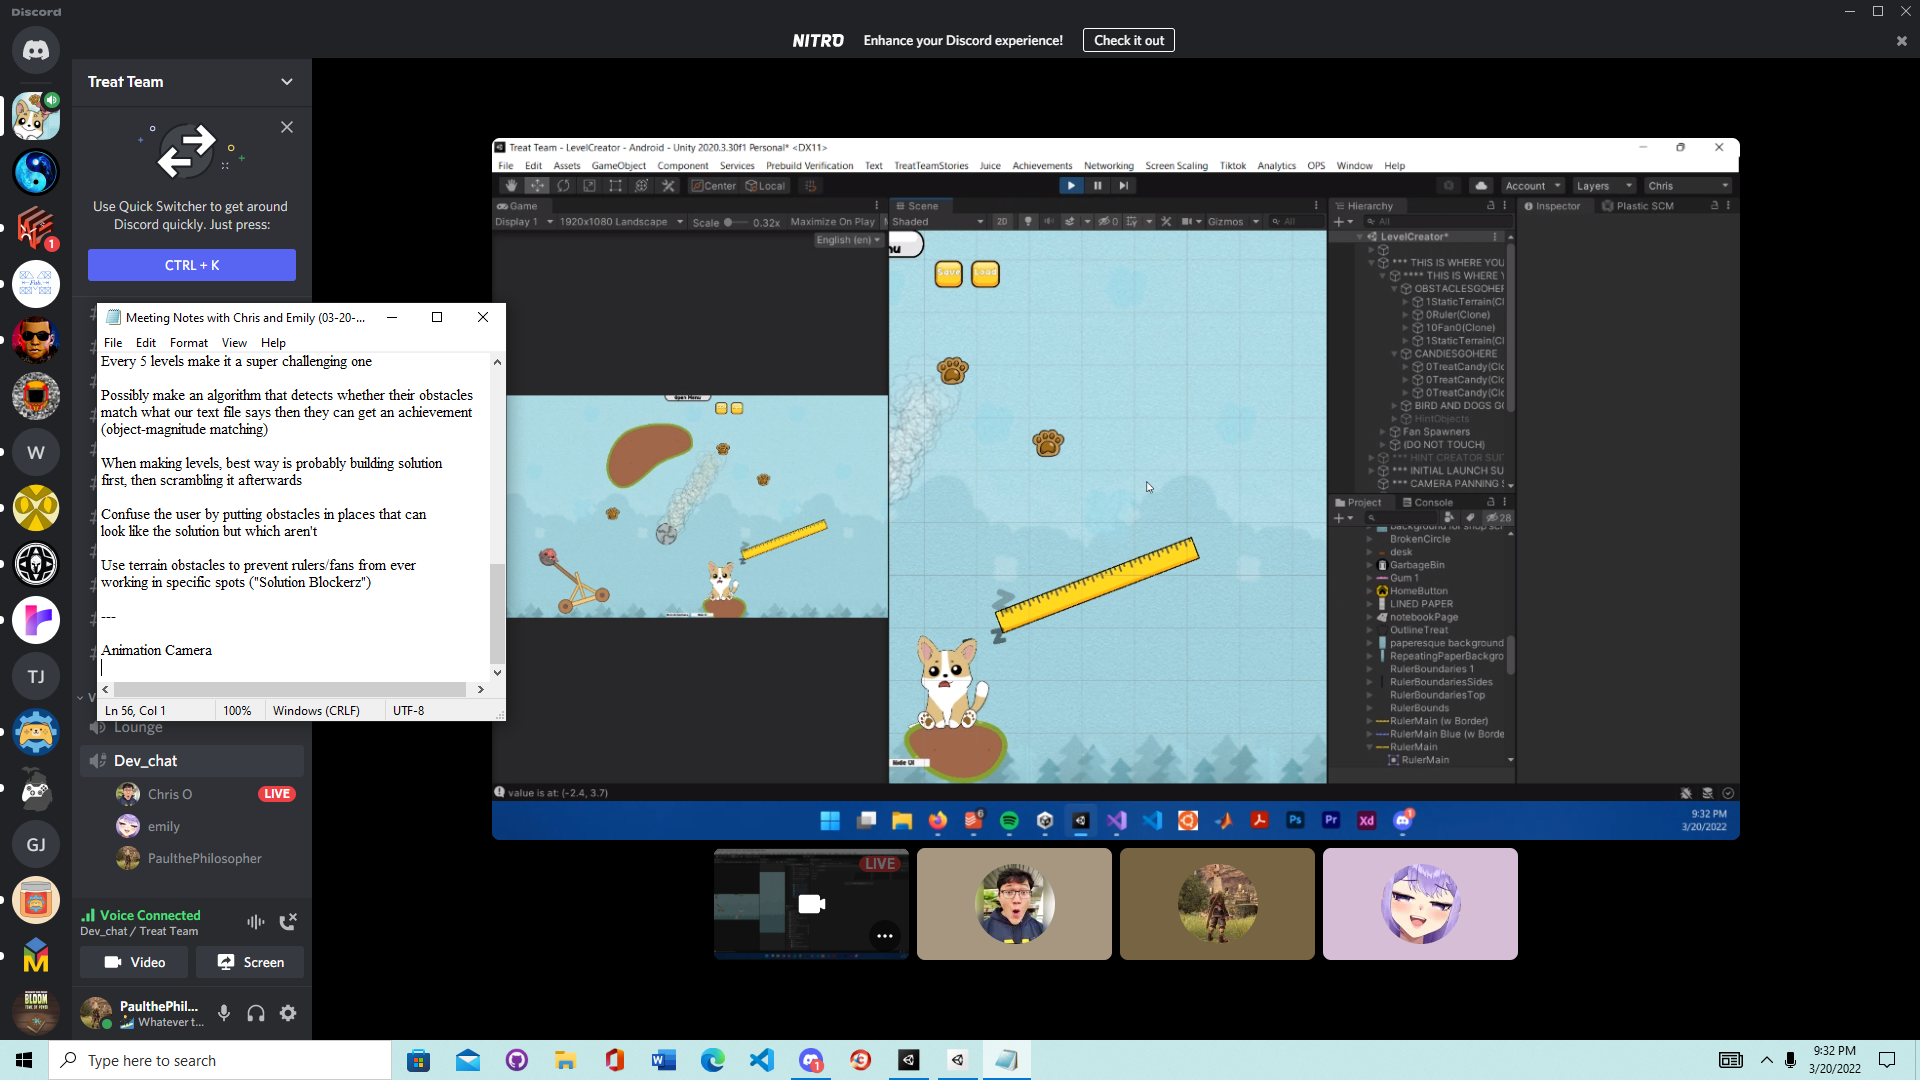 Discord
NITRO Enhance your Discord experience! Check it out
Treat Team
Use Quick Switcher to get around
Discord quickly. Just press:
CTRL + K
Meeting Notes with Chris and Emily (03-20-...
File Edit Format View Help
Every 5 levels make it a super challenging one
Possibly make an algorithm that detects whether their obstacles
match what our text file says then they can get an achievement
(object-magnitude matching)
When making levels, best way is probably building solution
first, then scrambling it afterwards
Confuse the user by putting obstacles in places that can
look like the solution but which aren't
Use terrain obstacles to prevent rulers/fans from ever
working in specific spots ("Solution Blockerz")
---
Animation Camera
Ln 56, Col 1 100% Windows (CRLF) UTF-8
Lounge
Dev_chat
Chris O LIVE
emily
PaulthePhilosopher
Voice Connected
Dev_chat / Treat Team
Video Screen
PaulthePhil...
Whatever t...
W
TJ
GJ
BLOOM
1
Treat Team - LevelCreator - Android - Unity 2020.3.30f1 Personal* <DX11>
File Edit Assets GameObject Component Services Prebuild Verification Text TreatTeamStories Juice Achievements Networking Screen Scaling Tiktok Analytics OPS Window Help
Center Local Account Layers Chris
Game
Display 1 1920x1080 Landscape Scale 0.32x Maximize On Play
English (en)
Open Menu
Scene
Shaded 2D 0 Gizmos All
nu
Save Load
Hide UI
Hierarchy
All
LevelCreator*
*** THIS IS WHERE YOU
**** THIS IS WHERE Y
OBSTACLESGOHER
1StaticTerrain(Cl
0Ruler(Clone)
10Fan0(Clone)
1StaticTerrain(Cl
CANDIESGOHERE
0TreatCandy(Clo
0TreatCandy(Clo
0TreatCandy(Clo
BIRD AND DOGS GO
HintObjects
Fan Spawners
(DO NOT TOUCH)
*** HINT CREATOR SUI
*** INITIAL LAUNCH SU
*** CAMERA PANNING S
Project Console
28
background for shop scr
BrokenCircle
desk
GarbageBin
Gum 1
HomeButton
LINED PAPER
notebookPage
OutlineTreat
paperesque background
RepeatingPaperBackgro
RulerBoundaries 1
RulerBoundariesSides
RulerBoundariesTop
RulerBounds
RulerMain (w Border)
RulerMain Blue (w Borde
RulerMain
RulerMain
Inspector Plastic SCM
value is at: (-2.4, 3.7)
9:32 PM
3/20/2022
LIVE
Type here to search
9:32 PM
3/20/2022